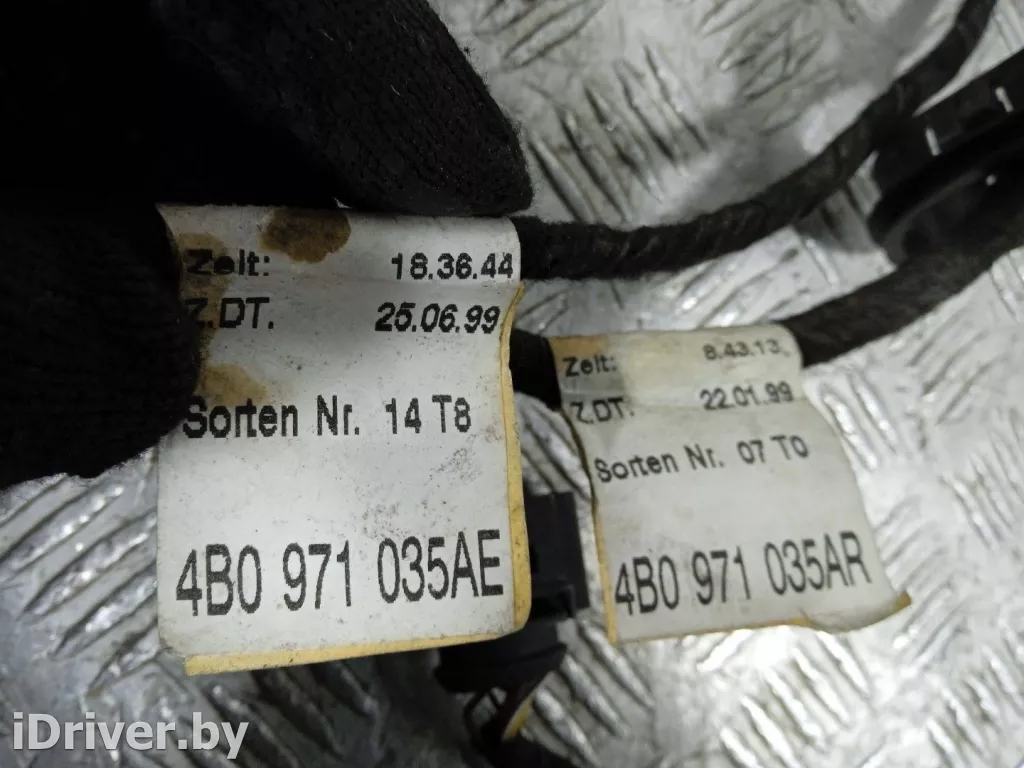 Zeit: 18.36.44
Z.DT. 25.06.99
Sorten Nr. 14 T8
4B0 971 035AE
Zeit: 8.43.13
Z.DT. 22.01.99
Sorten Nr. 07 T0
4B0 971 035AR
iDriver.by